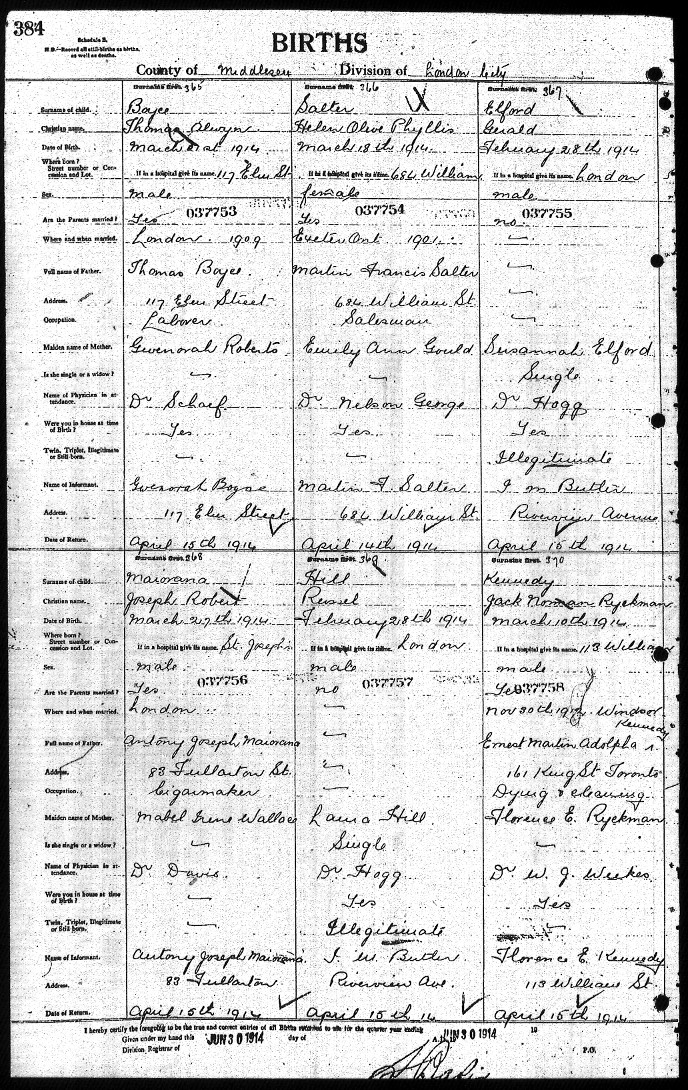 384
Schedule B.
N.B.—Record all still-births as births, as well as deaths.
BIRTHS
County of Middlesex Division of London City
Surname first. 365 Surname first. 366 Surname first. 367
Surname of child. Boyce Salter Elford
Christian name. Thomas Alwyn Helen Olive Phyllis Gerald
Date of Birth. March 21st 1914 March 18th 1914 February 28th 1914
Where born?
Street number or Concession and Lot. If in a hospital give its name. 117 Elm St If in a hospital give its name. 684 William If in a hospital give its name. London
Sex. male female male
037753 037754 037755
Are the Parents married? Yes Yes no
Where and when married. London 1909 Exeter Ont 1901 —
Full name of Father. Thomas Boyce. Martin Francis Salter —
Address. 117 Elm Street 684 William St —
Occupation. Laborer Salesman —
Maiden name of Mother. Gwenorah Roberts Emily Ann Gould Susannah Elford
Is she single or a widow? — — Single
Name of Physician in attendance. Dr Schaef Dr Nelson George Dr Hogg
Were you in house at time of Birth? Yes Yes Yes
Twin, Triplet, Illegitimate or Still born. — — Illegitimate
Name of Informant. Gwenorah Boyce Martin F. Salter I m Butler
Address. 117 Elm Street 684 William St. Riverview Avenue
Date of Return. April 15th 1914 April 14th 1914 April 15th 1914
Surname first. 368 Surname first. 369 Surname first. 370
Surname of child. Maiorana Hill Kennedy
Christian name. Joseph Robert Russel Jack Norman Ryckman
Date of Birth. March 27th 1914 February 28th 1914 March 10th 1914
Where born?
Street number or Concession and Lot. If in a hospital give its name. St. Joseph's If in a hospital give its name. London If in a hospital give its name. 113 William
Sex. male male male
037756 037757 037758
Are the Parents married? Yes no Yes
Where and when married. London — Nov 30th Windsor
Full name of Father. Antony Joseph Maiorana — Ernest Martin Adolpha Kennedy
Address. 83 Fullarton St. — 161 King St Toronto
Occupation. Cigarmaker — Dying & cleaning
Maiden name of Mother. Mabel Irene Wallace Laura Hill Florence E. Ryckman
Is she single or a widow? — Single —
Name of Physician in attendance. Dr Davis. Dr Hogg Dr W. J. Weekes
Were you in house at time of Birth? — Yes Yes
Twin, Triplet, Illegitimate or Still born. — Illegitimate —
Name of Informant. Antony Joseph Maiorana. I. M. Butler Florence E. Kennedy
Address. 83 Fullarton Riverview Ave. 113 William St.
Date of Return. April 15th 1914 April 15th 14 April 15th 1914
I hereby certify the foregoing to be the true and correct entries of all Births recorded to me for the quarter year ending JUN 30 1914 19
Given under my hand this JUN 30 1914 day of A.D.
Division Registrar of P.O.